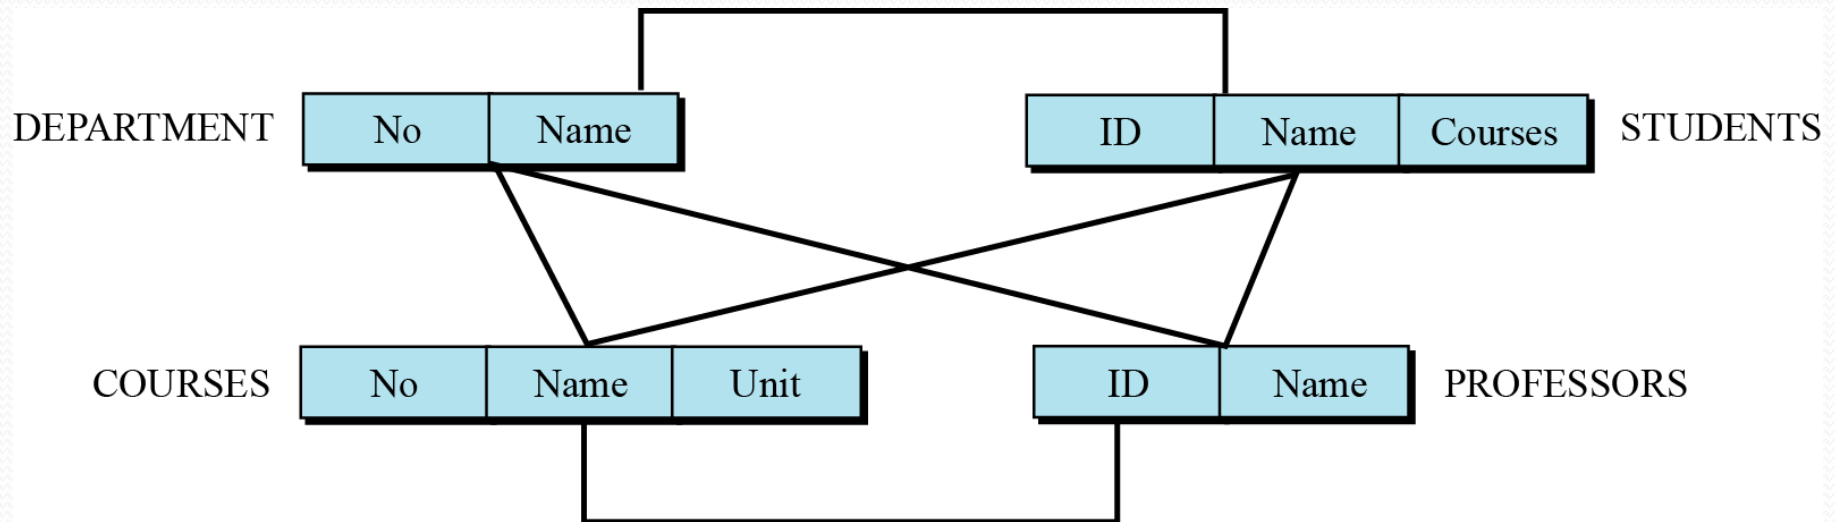 DEPARTMENT No Name
ID Name Courses STUDENTS
COURSES No Name Unit
ID Name PROFESSORS